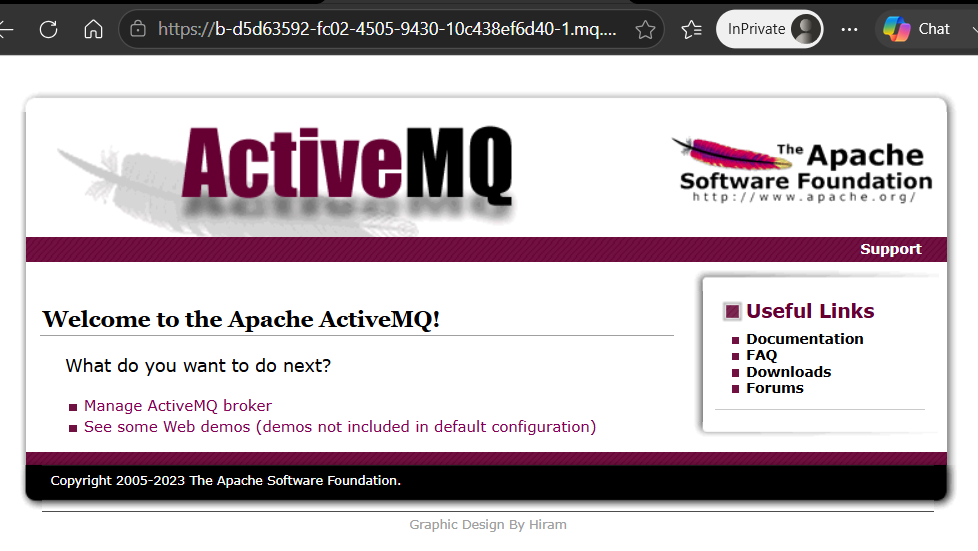 https://b-d5d63592-fc02-4505-9430-10c438ef6d40-1.mq....
InPrivate
Chat
ActiveMQ
The Apache
Software Foundation
http://www.apache.org/
Support
Welcome to the Apache ActiveMQ!
What do you want to do next?
Manage ActiveMQ broker
See some Web demos (demos not included in default configuration)
Useful Links
Documentation
FAQ
Downloads
Forums
Copyright 2005-2023 The Apache Software Foundation.
Graphic Design By Hiram